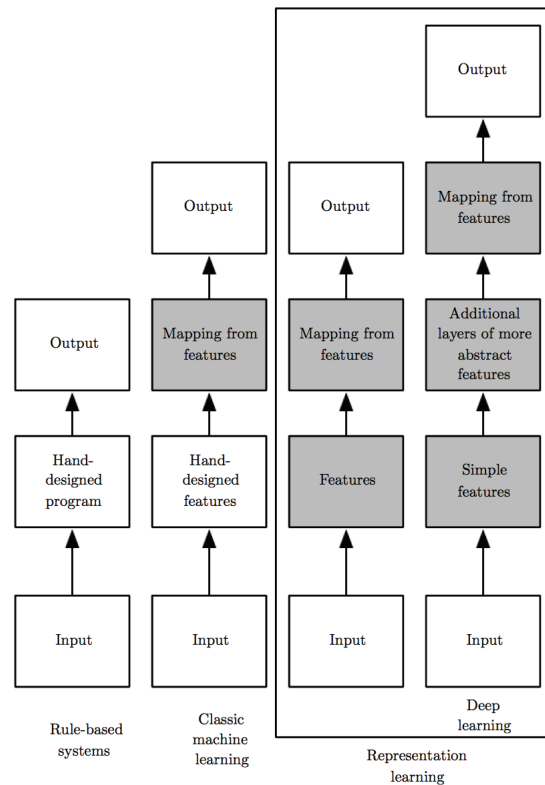 Output
Output
Output
Mapping from
features
Output
Mapping from
features
Mapping from
features
Additional
layers of more
abstract
features
Hand-
designed
program
Hand-
designed
features
Features
Simple
features
Input
Input
Input
Input
Rule-based
systems
Classic
machine
learning
Deep
learning
Representation
learning